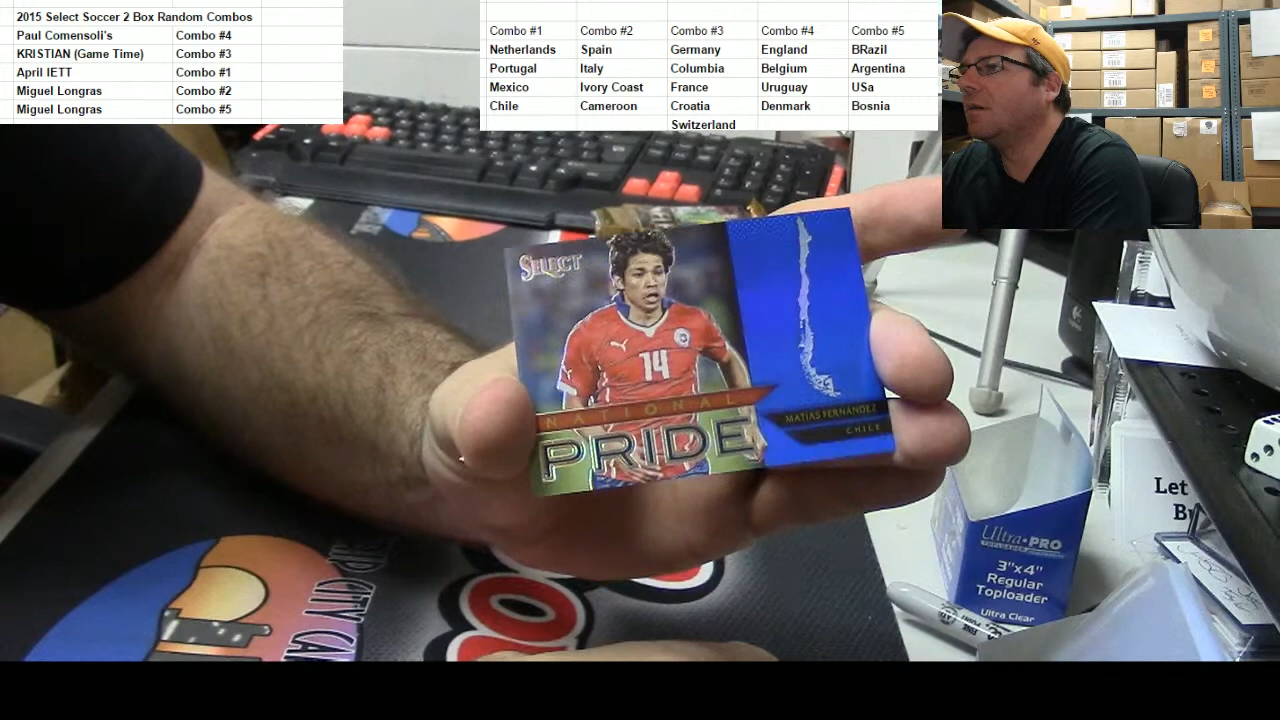 2015 Select Soccer 2 Box Random Combos
Paul Comensoli's Combo #4
KRISTIAN (Game Time) Combo #3
April IETT Combo #1
Miguel Longras Combo #2
Miguel Longras Combo #5
Combo #1 Combo #2 Combo #3 Combo #4 Combo #5
Netherlands Spain Germany England BRazil
Portugal Italy Columbia Belgium Argentina
Mexico Ivory Coast France Uruguay USa
Chile Cameroon Croatia Denmark Bosnia
Switzerland
SELECT
14
NATIONAL
PRIDE
MATIAS FERNANDEZ
CHILE
Let
Ultra·PRO
TOPLOADER
3"x4"
Regular
Toploader
Ultra Clear
CITY